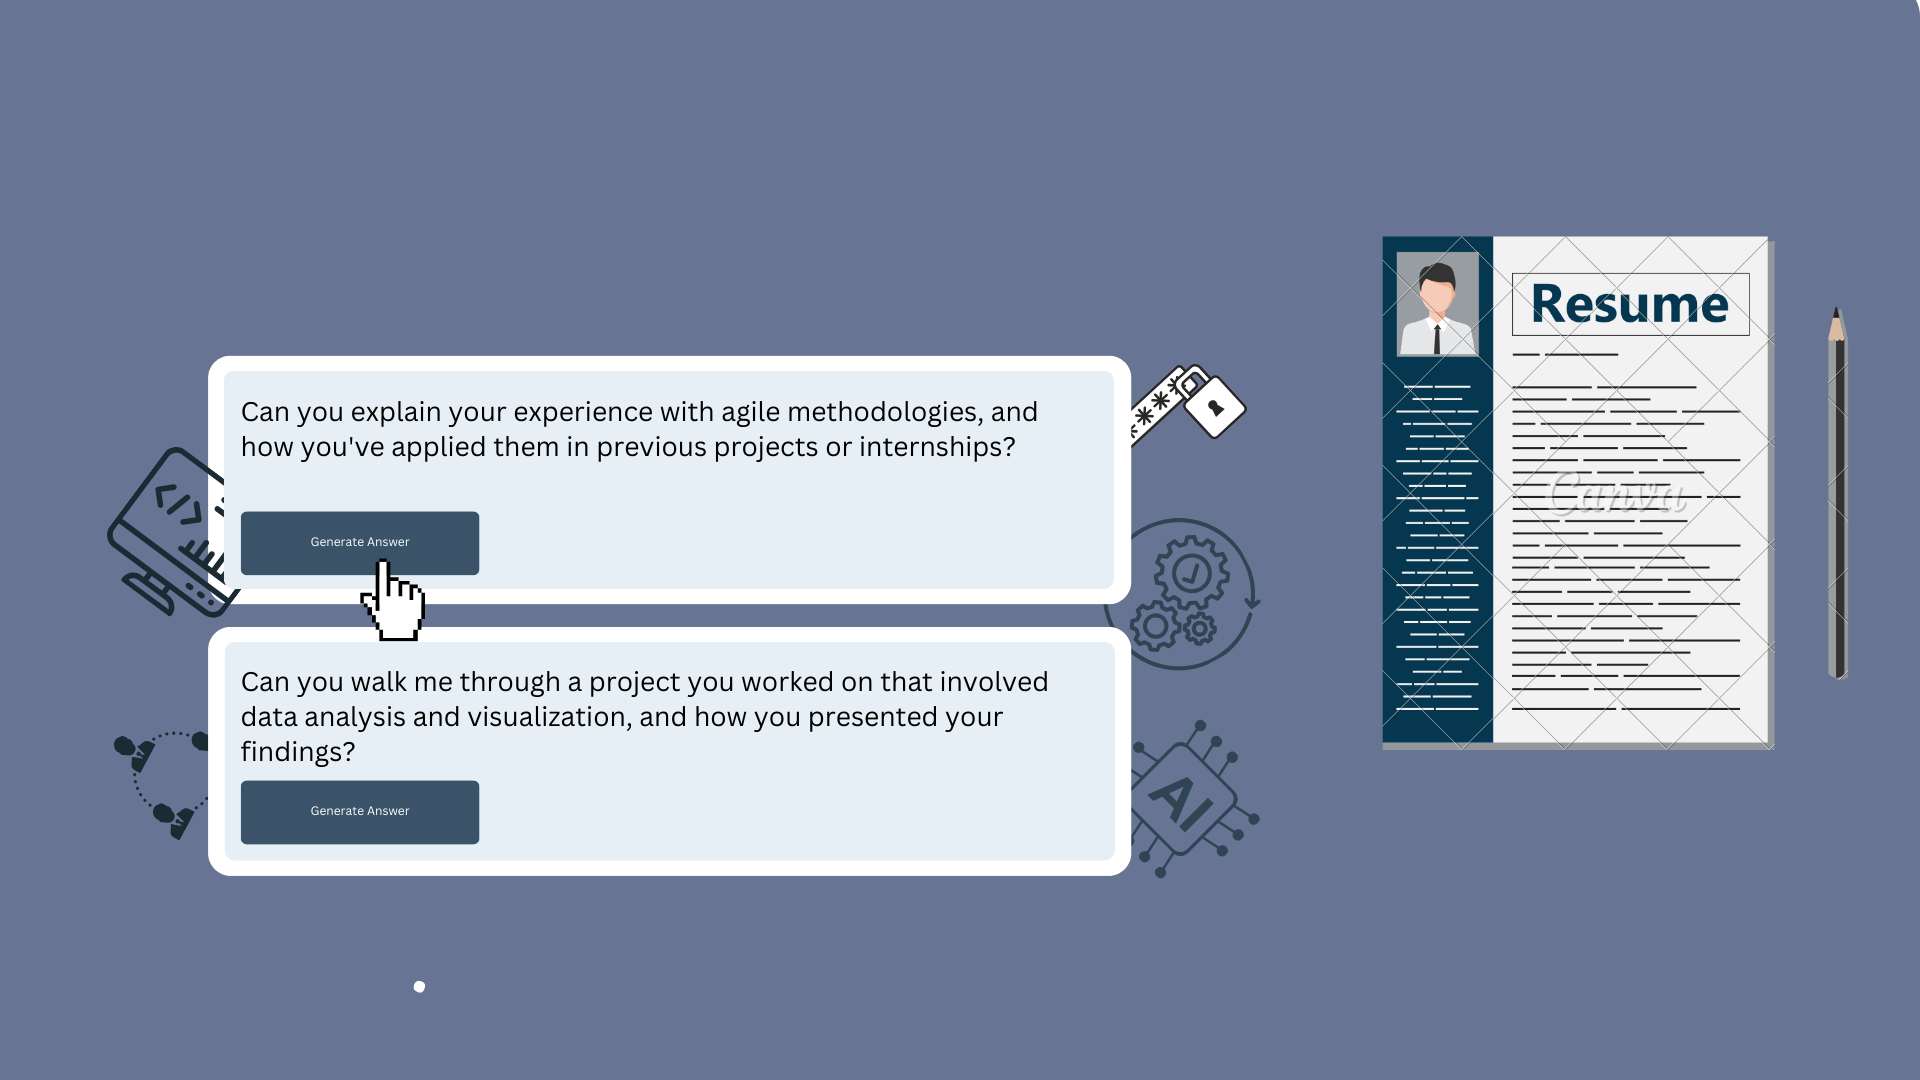 Can you explain your experience with agile methodologies, and
how you've applied them in previous projects or internships?
Generate Answer
Can you walk me through a project you worked on that involved
data analysis and visualization, and how you presented your
findings?
Generate Answer
AI
Resume
Canva